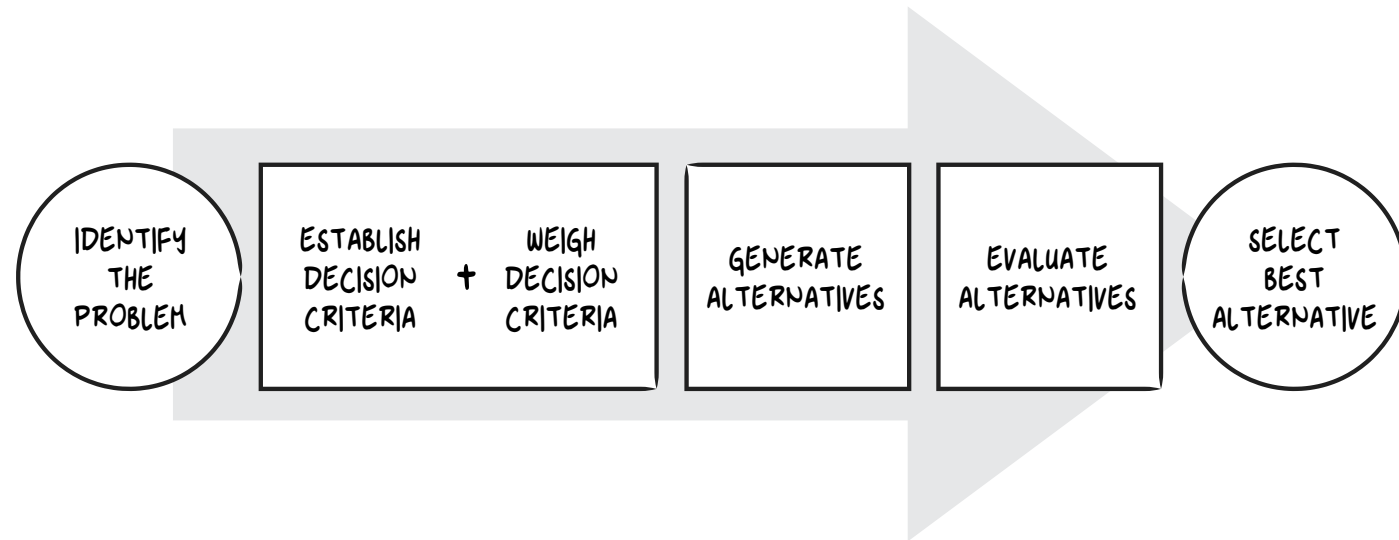 IDENTIFY
THE
PROBLEM
ESTABLISH
DECISION
CRITERIA
+
WEIGH
DECISION
CRITERIA
GENERATE
ALTERNATIVES
EVALUATE
ALTERNATIVES
SELECT
BEST
ALTERNATIVE